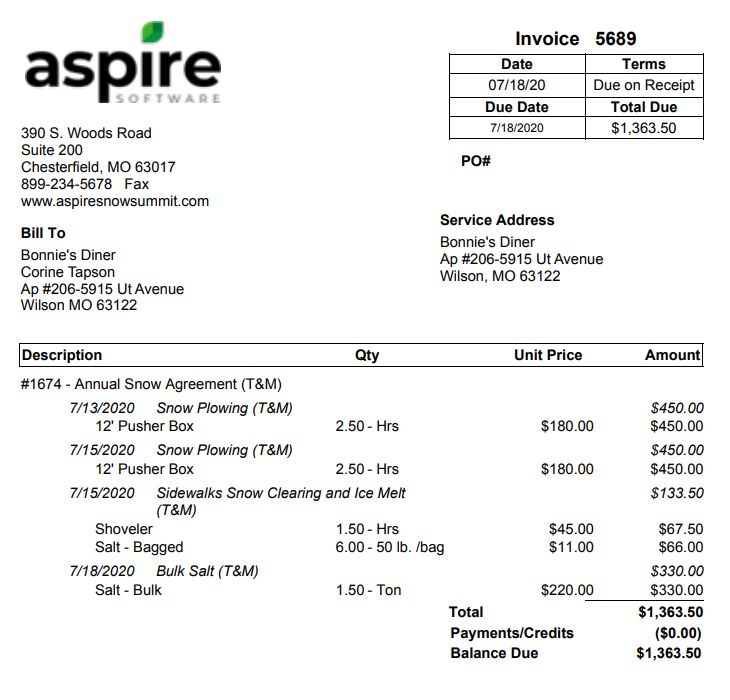 aspire
SOFTWARE
Invoice 5689
Date Terms
07/18/20 Due on Receipt
Due Date Total Due
7/18/2020 $1,363.50
PO#
390 S. Woods Road
Suite 200
Chesterfield, MO 63017
899-234-5678 Fax
www.aspiresnowsummit.com
Bill To
Bonnie's Diner
Corine Tapson
Ap #206-5915 Ut Avenue
Wilson MO 63122
Service Address
Bonnie's Diner
Ap #206-5915 Ut Avenue
Wilson, MO 63122
Description Qty Unit Price Amount
#1674 - Annual Snow Agreement (T&M)
7/13/2020 Snow Plowing (T&M) $450.00
12' Pusher Box 2.50 - Hrs $180.00 $450.00
7/15/2020 Snow Plowing (T&M) $450.00
12' Pusher Box 2.50 - Hrs $180.00 $450.00
7/15/2020 Sidewalks Snow Clearing and Ice Melt $133.50
(T&M)
Shoveler 1.50 - Hrs $45.00 $67.50
Salt - Bagged 6.00 - 50 lb. /bag $11.00 $66.00
7/18/2020 Bulk Salt (T&M) $330.00
Salt - Bulk 1.50 - Ton $220.00 $330.00
Total $1,363.50
Payments/Credits ($0.00)
Balance Due $1,363.50